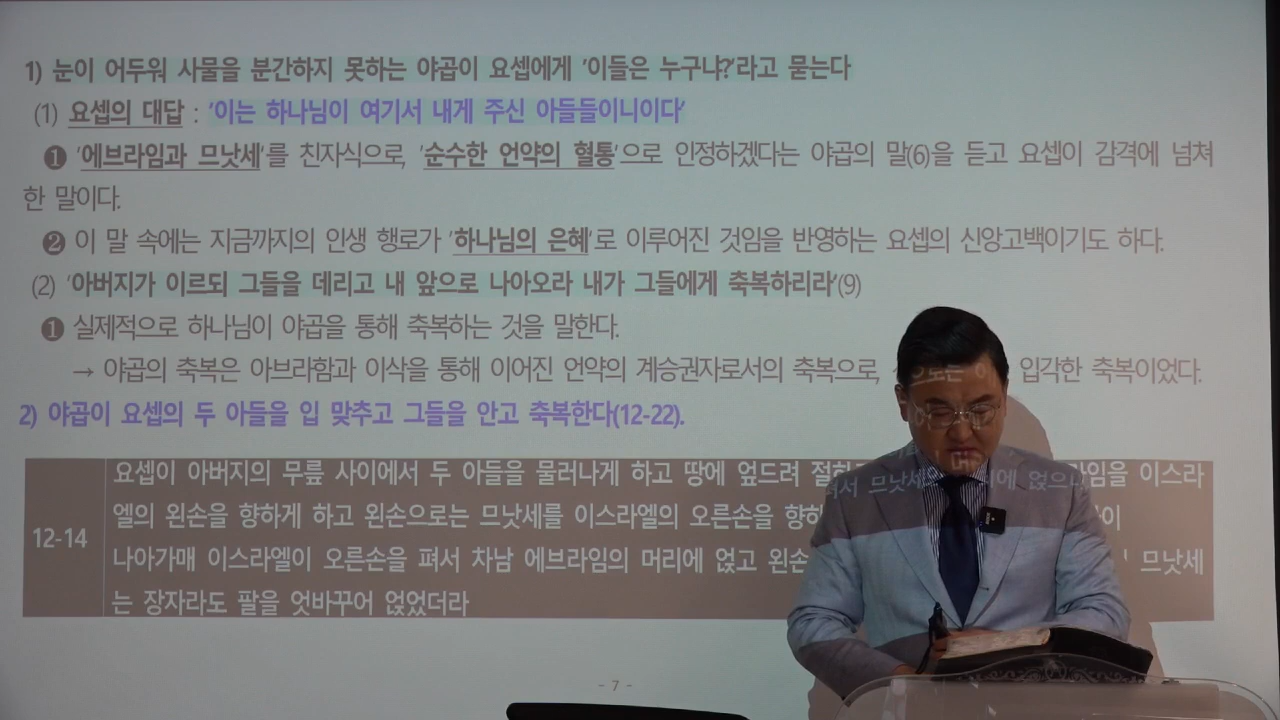 1) 눈이 어두워 사물을 분간하지 못하는 야곱이 요셉에게 '이들은 누구냐?'라고 묻는다
(1) 요셉의 대답 : '이는 하나님이 여기서 내게 주신 아들들이니이다'
❶ '에브라임과 므낫세'를 친자식으로, '순수한 언약의 혈통'으로 인정하겠다는 야곱의 말(6)을 듣고 요셉이 감격에 넘쳐
한 말이다.
❷ 이 말 속에는 지금까지의 인생 행로가 '하나님의 은혜'로 이루어진 것임을 반영하는 요셉의 신앙고백이기도 하다.
(2) '아버지가 이르되 그들을 데리고 내 앞으로 나아오라 내가 그들에게 축복하리라'(9)
❶ 실제적으로 하나님이 야곱을 통해 축복하는 것을 말한다.
→ 야곱의 축복은 아브라함과 이삭을 통해 이어진 언약의 계승권자로서의 축복으로, 입각한 축복이었다.
2) 야곱이 요셉의 두 아들을 입 맞추고 그들을 안고 축복한다(12-22).
12-14
요셉이 아버지의 무릎 사이에서 두 아들을 물러나게 하고 땅에 엎드려 이스라
엘의 왼손을 향하게 하고 왼손으로는 므낫세를 이스라엘의 오른손을
나아가매 이스라엘이 오른손을 펴서 차남 에브라임의 머리에 얹고 므낫세
는 장자라도 팔을 엇바꾸어 얹었더라
- 7 -